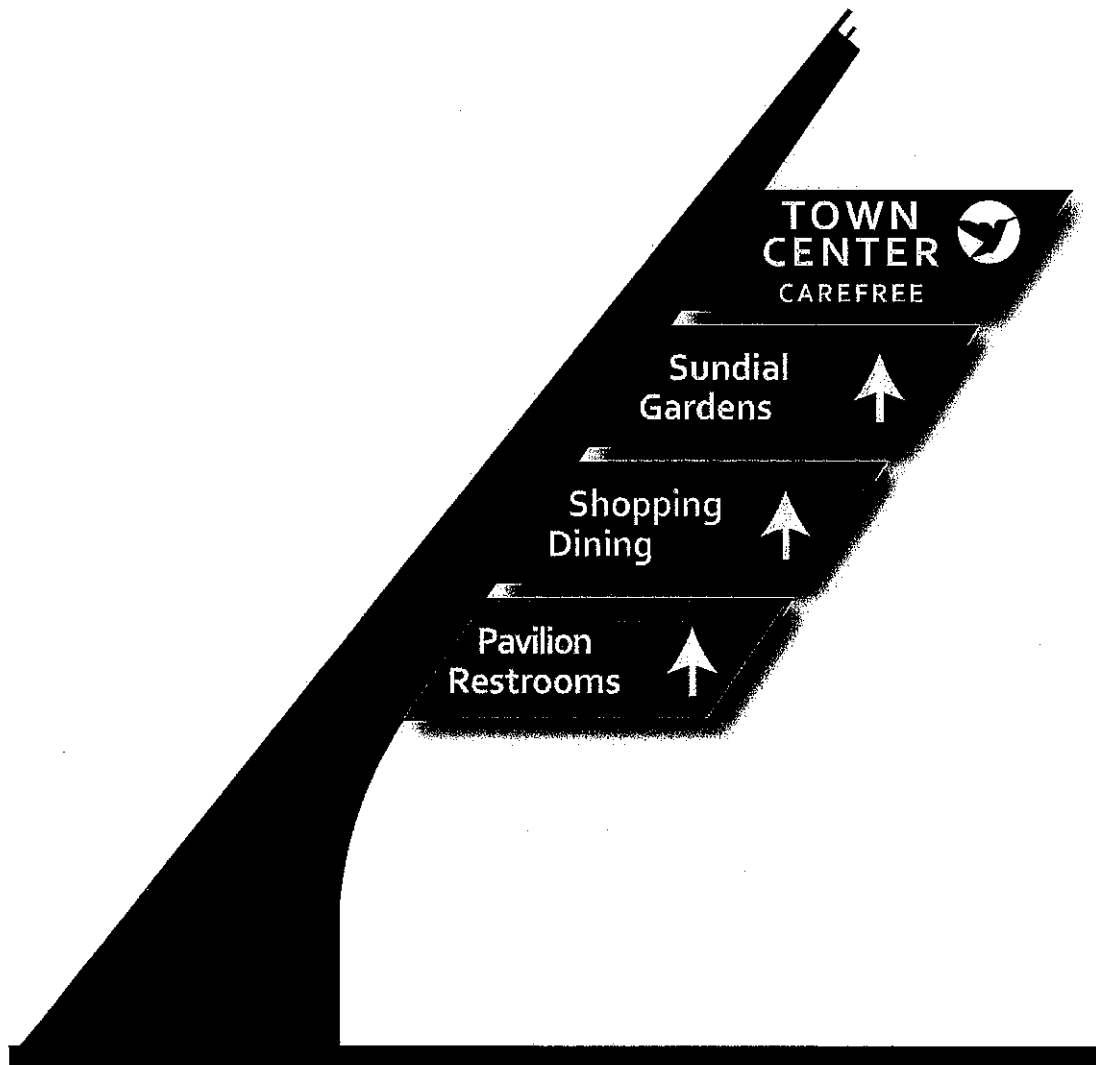 TOWN
CENTER
CAREFREE
Sundial
Gardens
Shopping
Dining
Pavilion
Restrooms